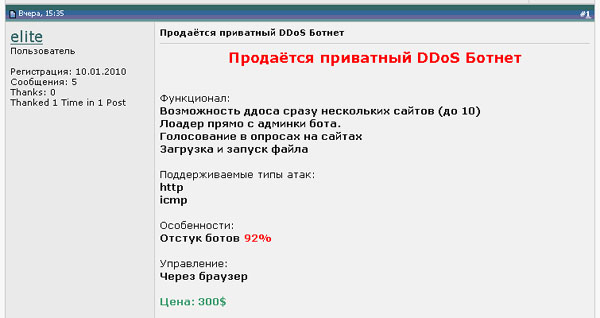 Вчера, 15:35
#1
elite
Пользователь
Регистрация: 10.01.2010
Сообщения: 5
Thanks: 0
Thanked 1 Time in 1 Post
Продаётся приватный DDoS Ботнет
Продаётся приватный DDoS Ботнет
Функционал:
Возможность ддоса сразу нескольких сайтов (до 10)
Лоадер прямо с админки бота.
Голосование в опросах на сайтах
Загрузка и запуск файла
Поддерживаемые типы атак:
http
icmp
Особенности:
Отстук ботов 92%
Управление:
Через браузер
Цена: 300$